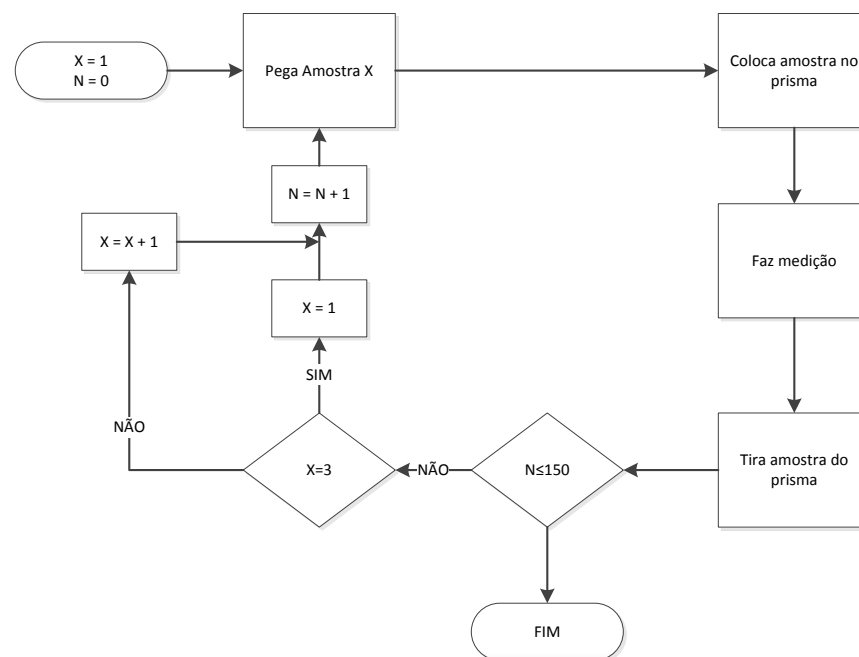 X = 1
N = 0
Pega Amostra X
Coloca amostra no
prisma
N = N + 1
X = X + 1
Faz medição
X = 1
SIM
NÃO
X=3
NÃO
N≤150
Tira amostra do
prisma
FIM